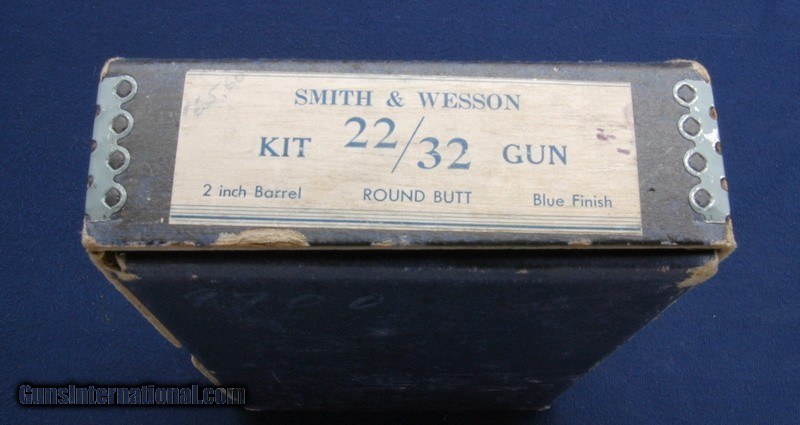 SMITH & WESSON
KIT 22/32 GUN
2 inch Barrel ROUND BUTT Blue Finish
GunsInternational.com